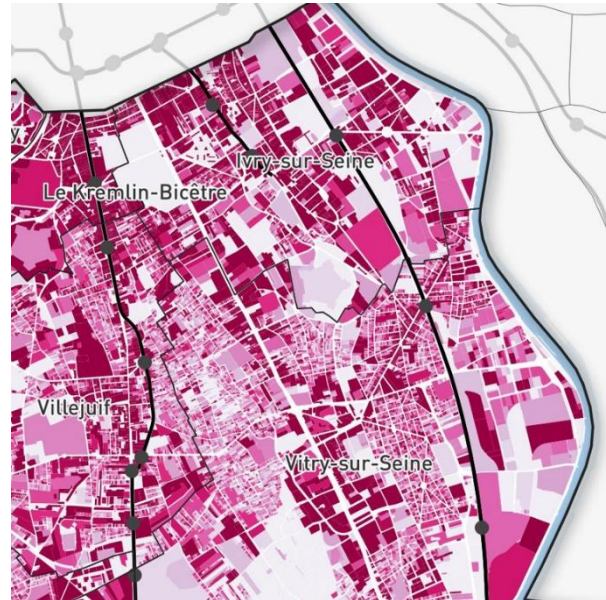 y
Ivry-sur-Seine
Le Kremlin-Bicêtre
Villejuif
Vitry-sur-Seine